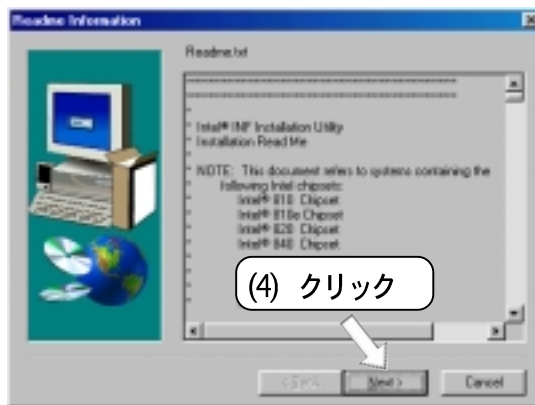 Readme Information
Readme.txt
* Intel® INF Installation Utility
* Installation Read Me
* NOTE: This document refers to systems containing the
* following Intel chipsets:
* Intel® 810 Chipset
* Intel® 810e Chipset
* Intel® 820 Chipset
* Intel® 840 Chipset
(4) クリック
< Back
Next >
Cancel